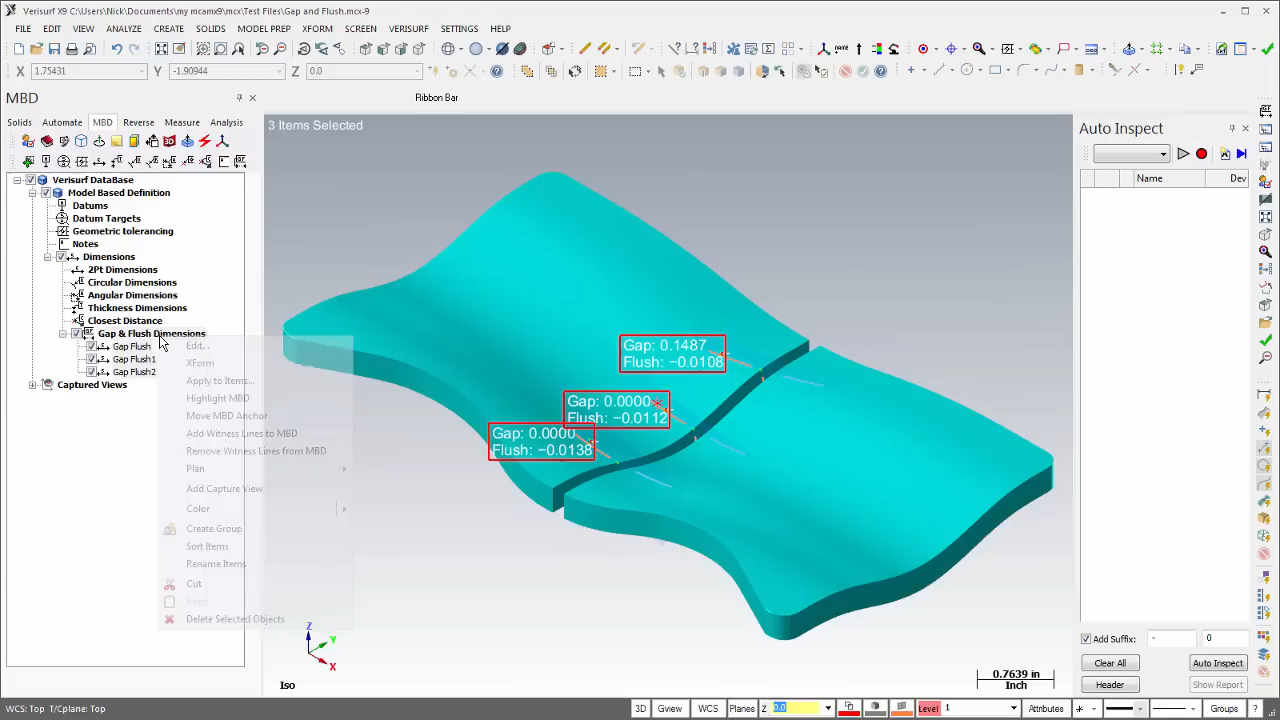 Verisurf X9 C:\Users\Nick\Documents\my mcamx9\mcx\Test Files\Gap and Flush.mcx-9
FILE EDIT VIEW ANALYZE CREATE SOLIDS MODEL PREP XFORM SCREEN VERISURF SETTINGS HELP
X 1.75431 Y -1.90944 Z 0.0
MBD
Ribbon Bar
Solids Automate MBD Reverse Measure Analysis
3 Items Selected
Auto Inspect
Name Dev
Verisurf DataBase
Model Based Definition
Datums
Datum Targets
Geometric tolerancing
Notes
Dimensions
2Pt Dimensions
Circular Dimensions
Angular Dimensions
Thickness Dimensions
Closest Distance
Gap & Flush Dimensions
Gap Flush
Gap Flush1
Gap Flush2
Captured Views
Edit...
XForm
Apply to Items...
Highlight MBD
Move MBD Anchor
Add Witness Lines to MBD
Remove Witness Lines from MBD
Plan
Add Capture View
Color
Create Group
Sort Items
Rename Items
Cut
Delete Selected Objects
Gap: 0.1487
Flush: −0.0108
Gap: 0.0000
Flush: −0.0112
Gap: 0.0000
Flush: −0.0138
Z
Y
X
Iso
0.7639 in
Inch
Add Suffix: - 0
Clear All Auto Inspect
Header Show Report
WCS: Top T/Cplane: Top 3D Gview WCS Planes Z 0.0 Level 1 Attributes Groups ?